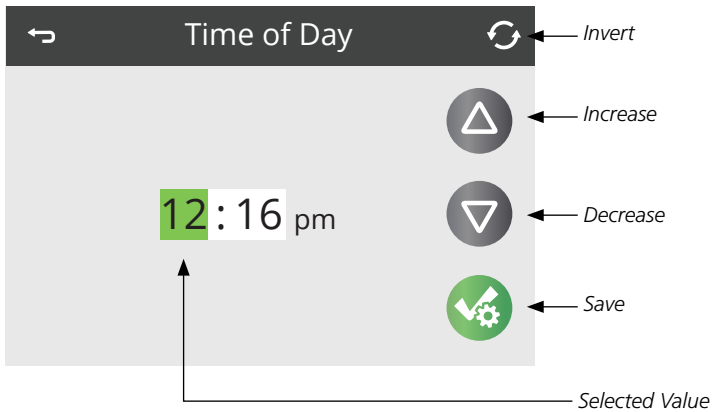 Time of Day
Invert
Increase
12 : 16 pm
Decrease
Save
Selected Value